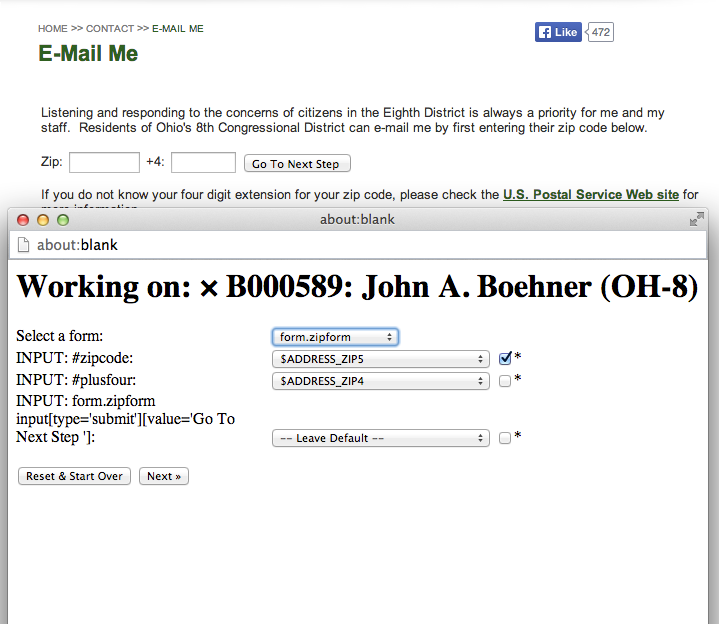 HOME >> CONTACT >> E-MAIL ME
Like 472
E-Mail Me
Listening and responding to the concerns of citizens in the Eighth District is always a priority for me and my
staff.  Residents of Ohio's 8th Congressional District can e-mail me by first entering their zip code below.
Zip: +4: Go To Next Step
If you do not know your four digit extension for your zip code, please check the U.S. Postal Service Web site for
about:blank
about:blank
Working on: × B000589: John A. Boehner (OH-8)
Select a form: form.zipform
INPUT: #zipcode: $ADDRESS_ZIP5 *
INPUT: #plusfour: $ADDRESS_ZIP4 *
INPUT: form.zipform
input[type='submit'][value='Go To
Next Step ']: -- Leave Default -- *
Reset & Start Over Next »